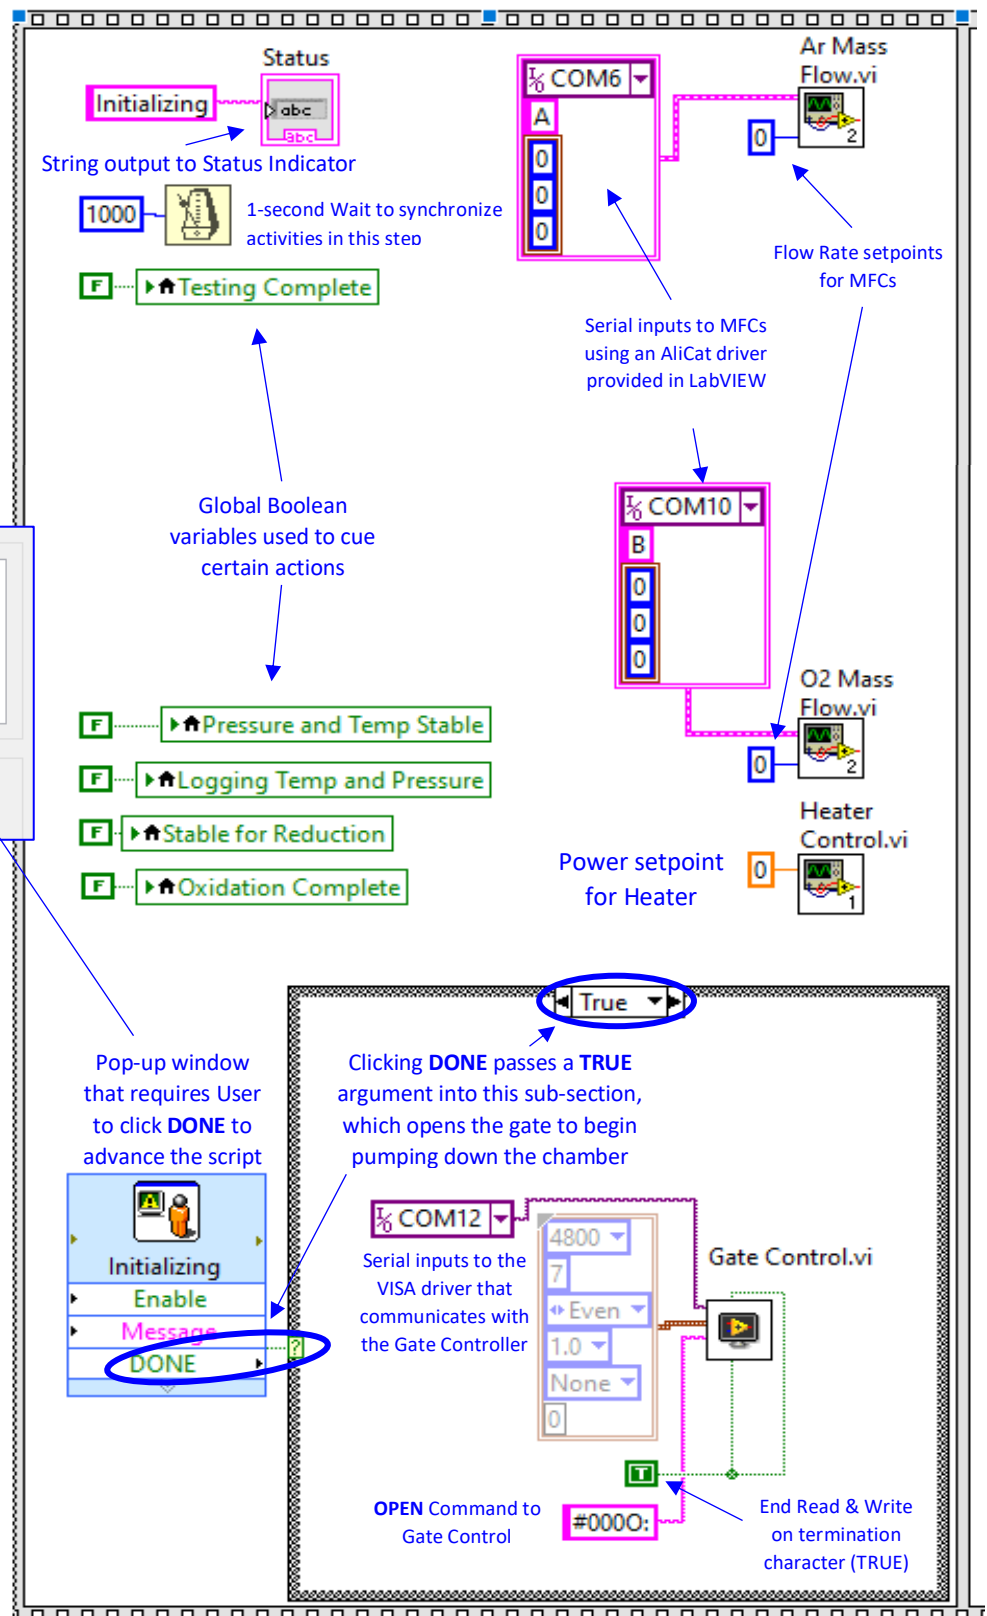 Status
Initializing
abc
abc
String output to Status Indicator
1000
1-second Wait to synchronize
activities in this step
F
Testing Complete
Global Boolean
variables used to cue
certain actions
F
Pressure and Temp Stable
F
Logging Temp and Pressure
F
Stable for Reduction
F
Oxidation Complete
I/O COM6
A
0
0
0
Ar Mass
Flow.vi
0
2
Flow Rate setpoints
for MFCs
Serial inputs to MFCs
using an AliCat driver
provided in LabVIEW
I/O COM10
B
0
0
0
O2 Mass
Flow.vi
0
2
Heater
Control.vi
Power setpoint
for Heater
0
1
Pop-up window
that requires User
to click DONE to
advance the script
A
Initializing
Enable
Message
DONE
?
True
Clicking DONE passes a TRUE
argument into this sub-section,
which opens the gate to begin
pumping down the chamber
I/O COM12
Serial inputs to the
VISA driver that
communicates with
the Gate Controller
4800
7
Even
1.0
None
0
Gate Control.vi
T
OPEN Command to
Gate Control
#000O:
End Read & Write
on termination
character (TRUE)